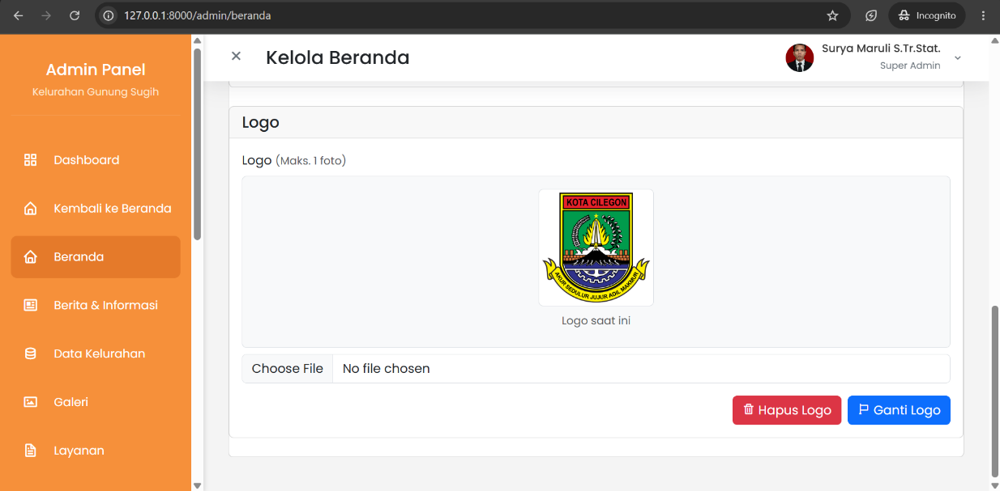 127.0.0.1:8000/admin/beranda
Incognito
Admin Panel
Kelurahan Gunung Sugih
Dashboard
Kembali ke Beranda
Beranda
Berita & Informasi
Data Kelurahan
Galeri
Layanan
Kelola Beranda
Surya Maruli S.Tr.Stat.
Super Admin
Logo
Logo (Maks. 1 foto)
KOTA CILEGON
AKUR SEDULUR JUJUR ADIL MAKMUR
Logo saat ini
Choose File No file chosen
Hapus Logo Ganti Logo